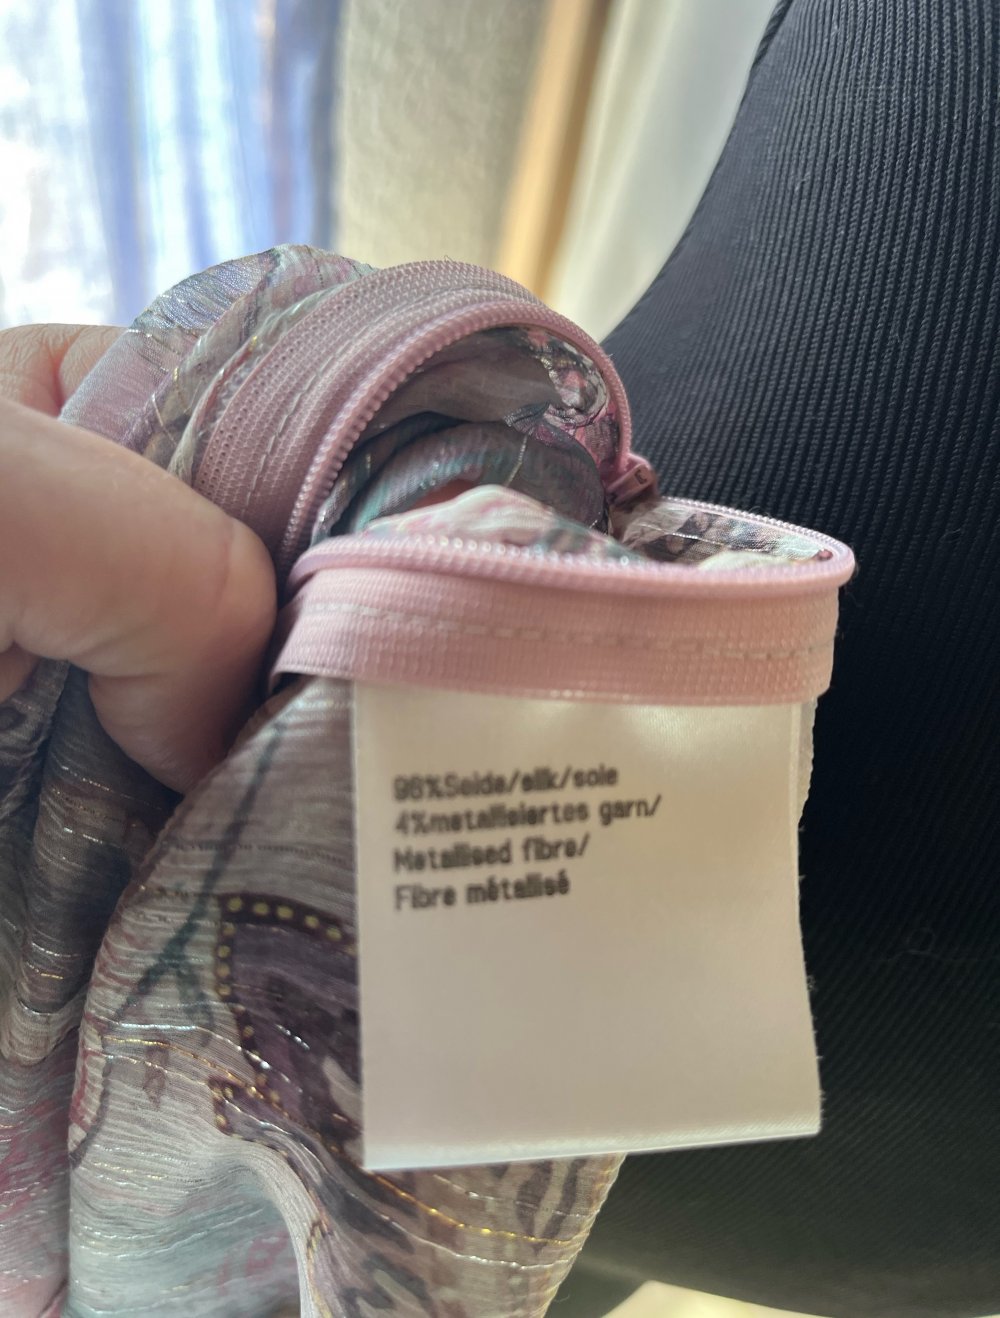 96%Seide/silk/soie
4%metallisiertes garn/
Metallised fibre/
Fibre métallisé